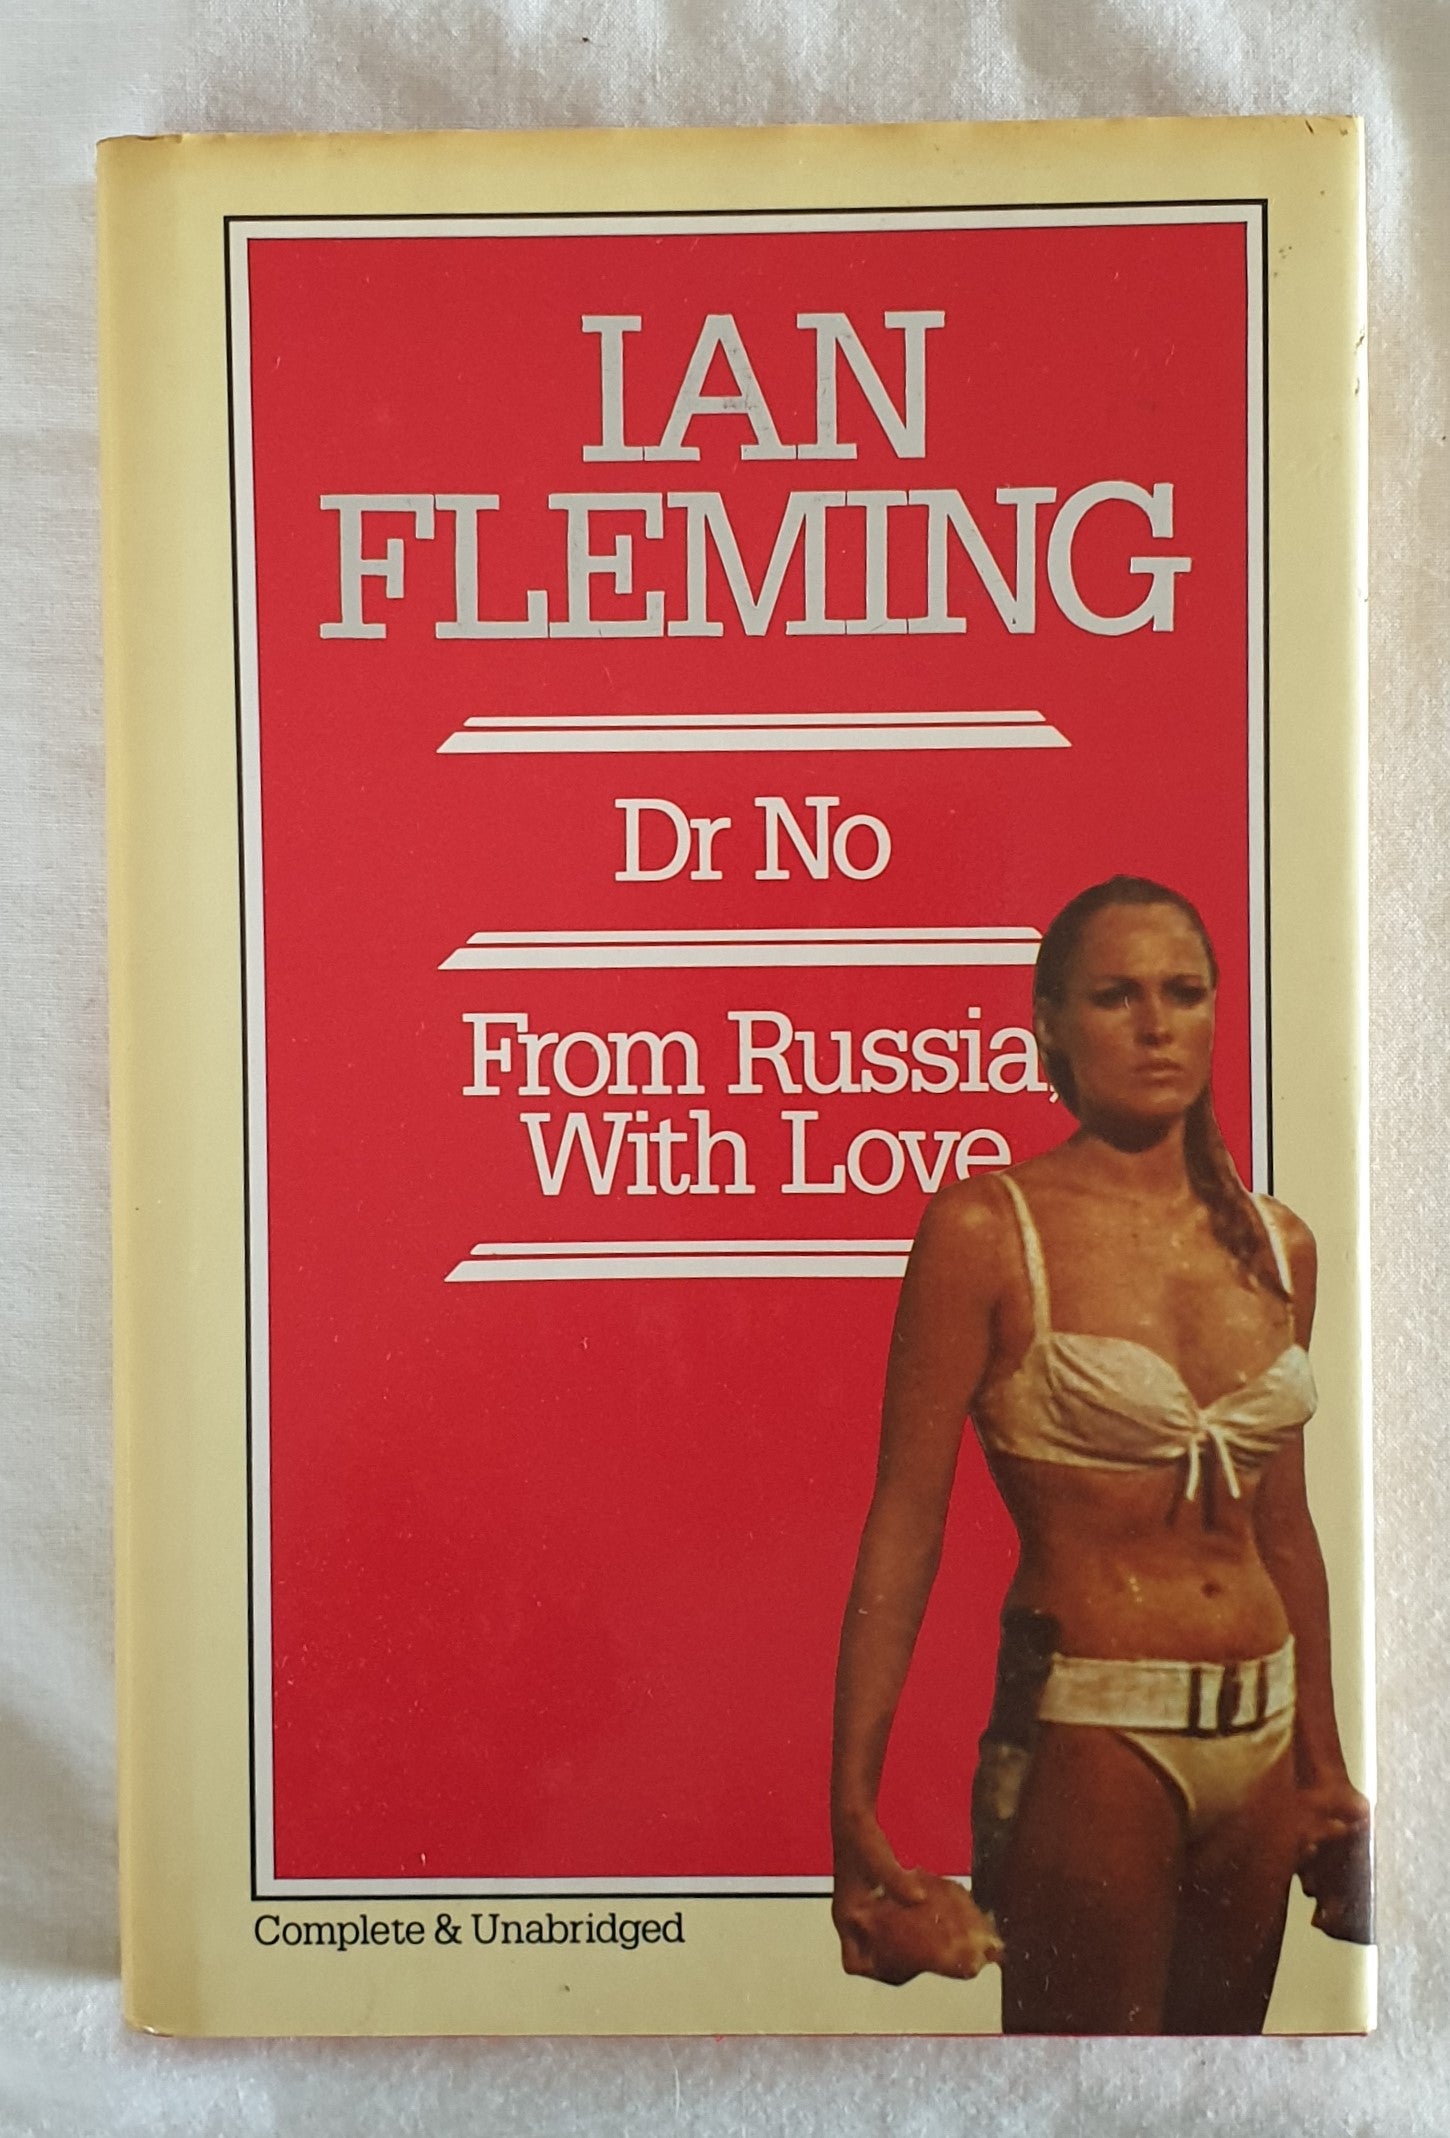 IAN
FLEMING
Dr No
From Russia,
With Love
Complete & Unabridged